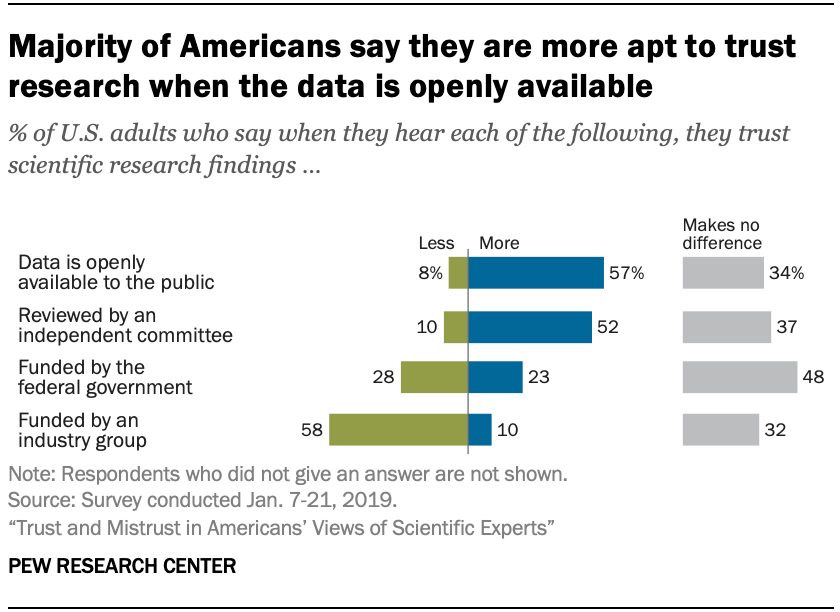 Majority of Americans say they are more apt to trust
research when the data is openly available
% of U.S. adults who say when they hear each of the following, they trust
scientific research findings ...
Less More Makes no
difference
Data is openly
available to the public 8% 57% 34%
Reviewed by an
independent committee 10 52 37
Funded by the
federal government 28 23 48
Funded by an
industry group 58 10 32
Note: Respondents who did not give an answer are not shown.
Source: Survey conducted Jan. 7-21, 2019.
“Trust and Mistrust in Americans’ Views of Scientific Experts”
PEW RESEARCH CENTER